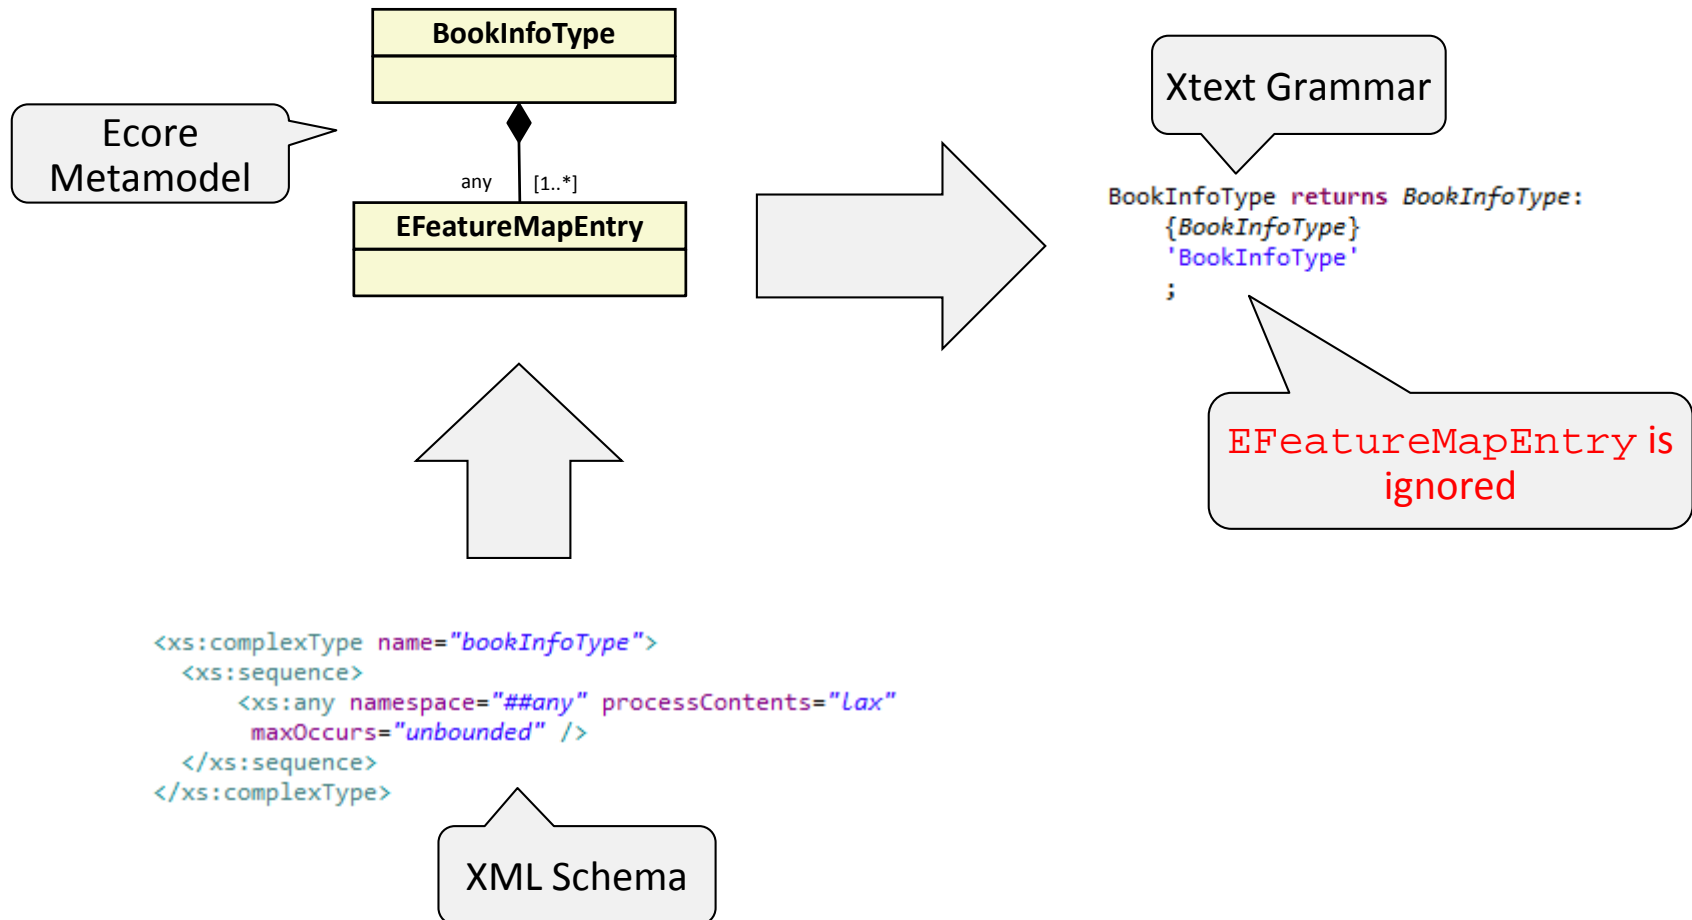 BookInfoType
Ecore
Metamodel
any [1..*]
EFeatureMapEntry
Xtext Grammar
BookInfoType returns BookInfoType:
{BookInfoType}
'BookInfoType'
;
EFeatureMapEntry is
ignored
<xs:complexType name="bookInfoType">
<xs:sequence>
<xs:any namespace="##any" processContents="lax"
maxOccurs="unbounded" />
</xs:sequence>
</xs:complexType>
XML Schema